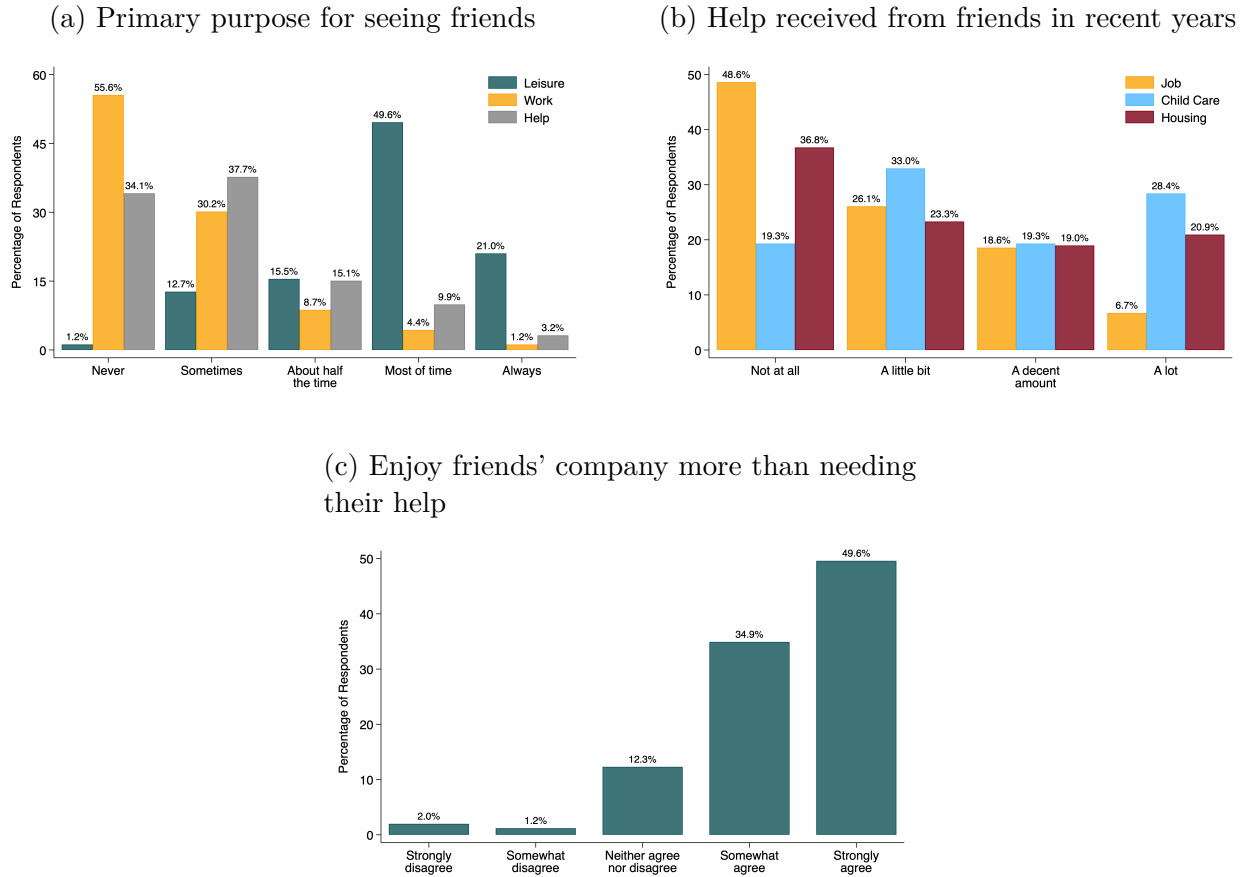 (a) Primary purpose for seeing friends
Percentage of Respondents
60
45
30
15
0
Leisure
Work
Help
1.2%
55.6%
34.1%
12.7%
30.2%
37.7%
15.5%
8.7%
15.1%
49.6%
4.4%
9.9%
21.0%
1.2%
3.2%
Never
Sometimes
About half
the time
Most of time
Always
(b) Help received from friends in recent years
Percentage of Respondents
50
40
30
20
10
0
Job
Child Care
Housing
48.6%
19.3%
36.8%
26.1%
33.0%
23.3%
18.6%
19.3%
19.0%
6.7%
28.4%
20.9%
Not at all
A little bit
A decent
amount
A lot
(c) Enjoy friends' company more than needing
their help
Percentage of Respondents
50
40
30
20
10
0
2.0%
1.2%
12.3%
34.9%
49.6%
Strongly
disagree
Somewhat
disagree
Neither agree
nor disagree
Somewhat
agree
Strongly
agree